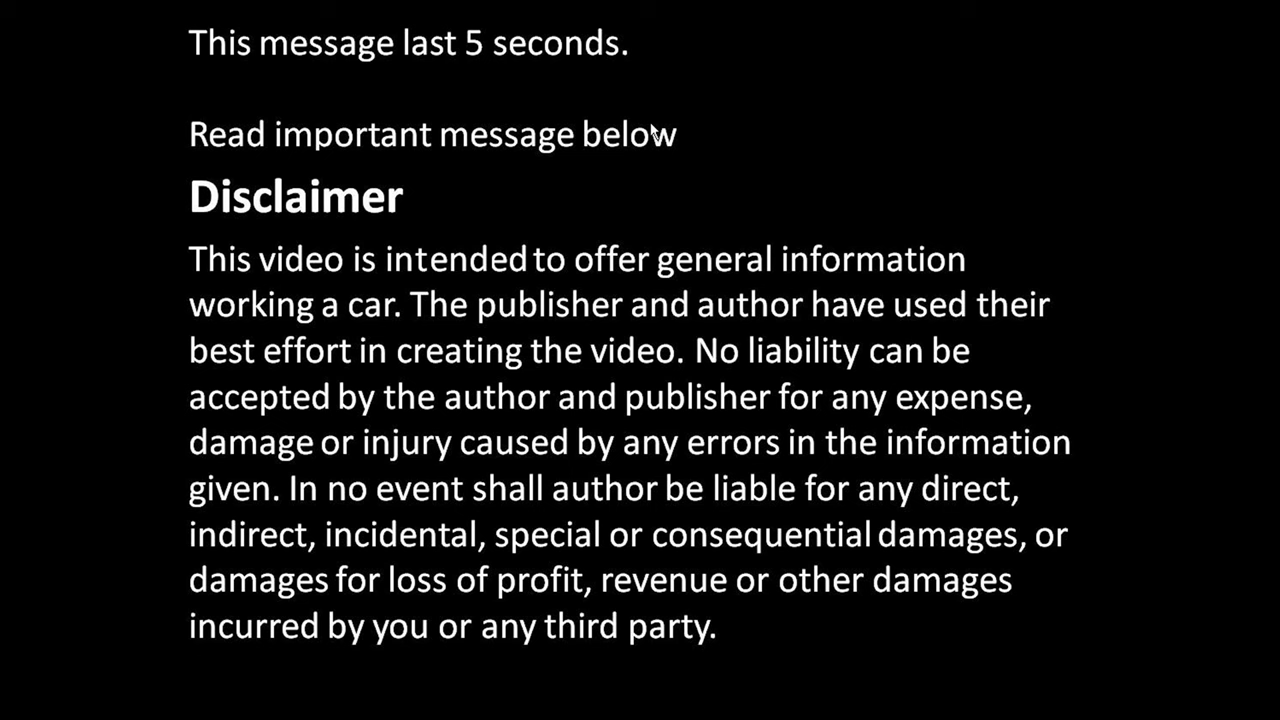 This message last 5 seconds.
Read important message below
Disclaimer
This video is intended to offer general information
working a car. The publisher and author have used their
best effort in creating the video. No liability can be
accepted by the author and publisher for any expense,
damage or injury caused by any errors in the information
given. In no event shall author be liable for any direct,
indirect, incidental, special or consequential damages, or
damages for loss of profit, revenue or other damages
incurred by you or any third party.